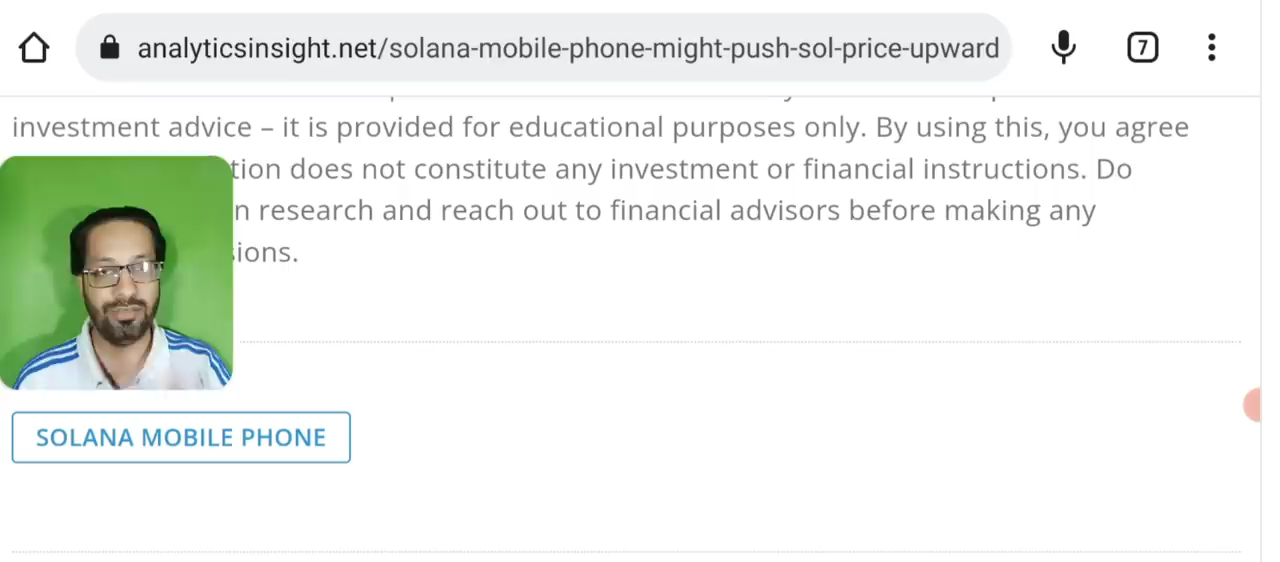 analyticsinsight.net/solana-mobile-phone-might-push-sol-price-upward
7
investment advice – it is provided for educational purposes only. By using this, you agree
tion does not constitute any investment or financial instructions. Do
n research and reach out to financial advisors before making any
sions.
SOLANA MOBILE PHONE